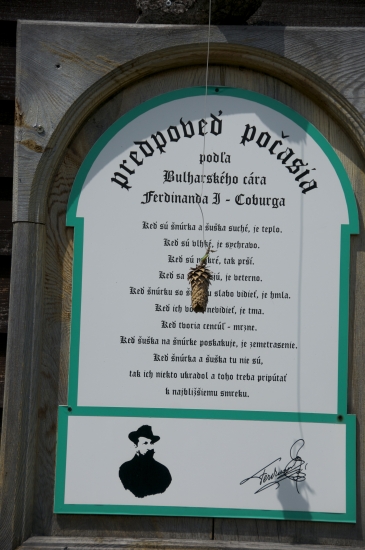 predpoveď počasia
podľa
Bulharského cára
Ferdinanda I - Coburga
Keď sú šnúrka a šuška suché, je teplo.
Keď sú vlhké, je sychravo.
Keď sú mokré, tak prší.
Keď sa jú, je veterno.
Keď šnúrku so slabo vidieť, je hmla.
Keď ich nevidieť, je tma.
Keď tvoria cencúľ - mrzne.
Keď šuška na šnúrke poskakuje, je zemetrasenie.
Keď šnúrka a šuška tu nie sú,
tak ich niekto ukradol a toho treba pripútať
k najbližšiemu smreku.